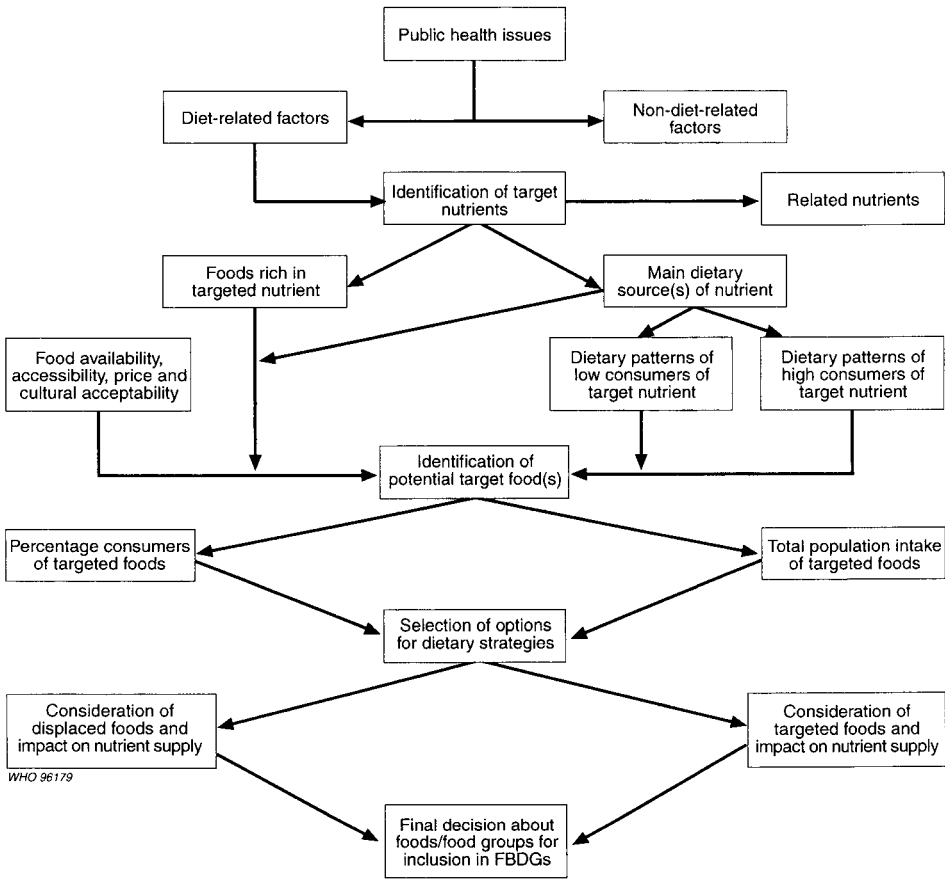 Public health issues
Diet-related factors
Non-diet-related
factors
Identification of target
nutrients
Related nutrients
Foods rich in
targeted nutrient
Main dietary
source(s) of nutrient
Food availability,
accessibility, price and
cultural acceptability
Dietary patterns of
low consumers of
target nutrient
Dietary patterns of
high consumers of
target nutrient
Identification of
potential target food(s)
Percentage consumers
of targeted foods
Total population intake
of targeted foods
Selection of options
for dietary strategies
Consideration of
displaced foods and
impact on nutrient supply
Consideration of
targeted foods and
impact on nutrient supply
WHO 96179
Final decision about
foods/food groups for
inclusion in FBDGs